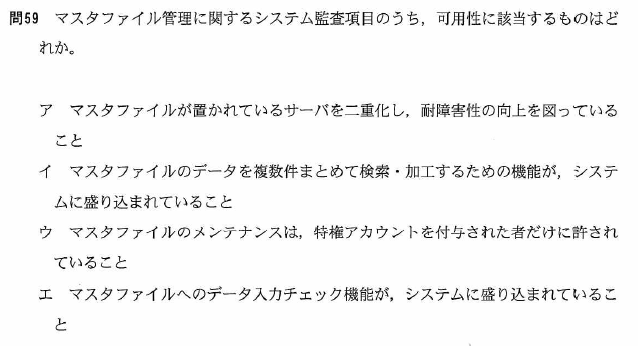 問59 マスタファイル管理に関するシステム監査項目のうち，可用性に該当するものはど
れか。
ア マスタファイルが置かれているサーバを二重化し，耐障害性の向上を図っている
こと
イ マスタファイルのデータを複数件まとめて検索・加工するための機能が，システ
ムに盛り込まれていること
ウ マスタファイルのメンテナンスは，特権アカウントを付与された者だけに許され
ていること
エ マスタファイルへのデータ入力チェック機能が，システムに盛り込まれているこ
と